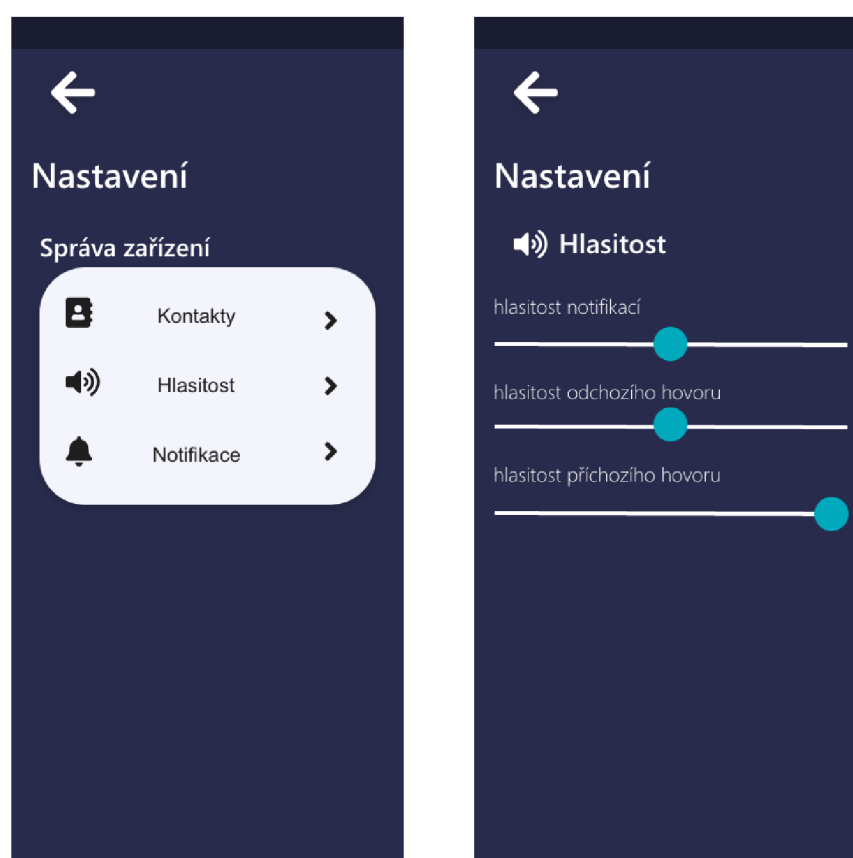 Nastavení
Správa zařízení
Kontakty
Hlasitost
Notifikace
Nastavení
Hlasitost
hlasitost notifikací
hlasitost odchozího hovoru
hlasitost příchozího hovoru